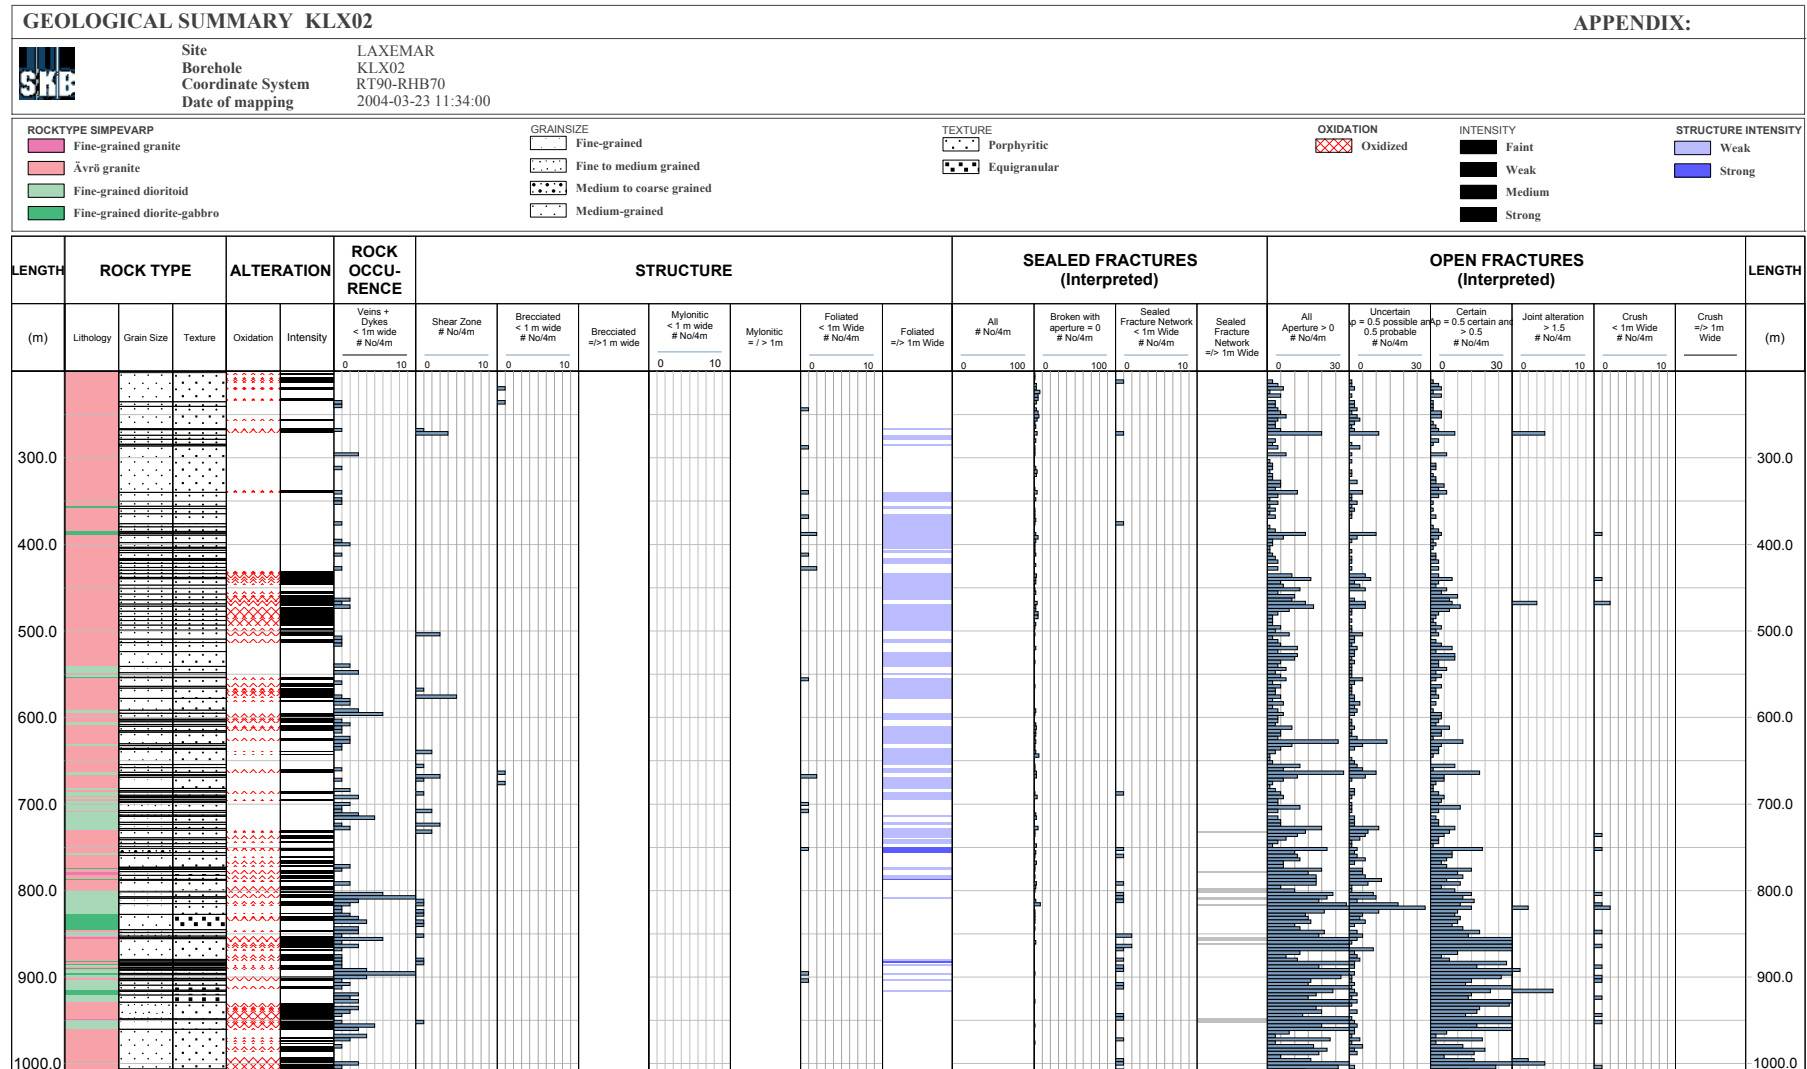 GEOLOGICAL SUMMARY KLX02 APPENDIX:
SKB
Site LAXEMAR
Borehole KLX02
Coordinate System RT90-RHB70
Date of mapping 2004-03-23 11:34:00
ROCKTYPE SIMPEVARP
Fine-grained granite
Ävrö granite
Fine-grained dioritoid
Fine-grained diorite-gabbro
GRAINSIZE
Fine-grained
Fine to medium grained
Medium to coarse grained
Medium-grained
TEXTURE
Porphyritic
Equigranular
OXIDATION
Oxidized
INTENSITY
Faint
Weak
Medium
Strong
STRUCTURE INTENSITY
Weak
Strong
LENGTH
ROCK TYPE
ALTERATION
ROCK
OCCU-
RENCE
STRUCTURE
SEALED FRACTURES
(Interpreted)
OPEN FRACTURES
(Interpreted)
LENGTH
(m)
Lithology
Grain Size
Texture
Oxidation
Intensity
Veins +
Dykes
< 1m wide
# No/4m
0 10
Shear Zone
# No/4m
0 10
Brecciated
< 1 m wide
# No/4m
0 10
Brecciated
=/>1 m wide
Mylonitic
< 1 m wide
# No/4m
0 10
Mylonitic
= / > 1m
Foliated
< 1m Wide
# No/4m
0 10
Foliated
=/> 1m Wide
All
# No/4m
0 100
Broken with
aperture = 0
# No/4m
0 100
Sealed
Fracture Network
< 1m Wide
# No/4m
0 10
Sealed
Fracture
Network
=/> 1m Wide
All
Aperture > 0
# No/4m
0 30
Uncertain
p = 0.5 possible an
0.5 probable
# No/4m
0 30
Certain
Ap = 0.5 certain and
> 0.5
# No/4m
0 30
Joint alteration
> 1.5
# No/4m
0 10
Crush
< 1m Wide
# No/4m
0 10
Crush
=/> 1m
Wide
(m)
300.0 300.0
400.0 400.0
500.0 500.0
600.0 600.0
700.0 700.0
800.0 800.0
900.0 900.0
1000.0 1000.0